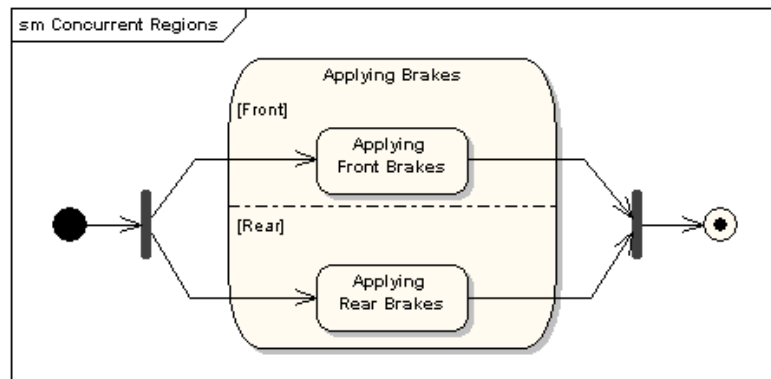 sm Concurrent Regions
Applying Brakes
[Front]
Applying
Front Brakes
[Rear]
Applying
Rear Brakes